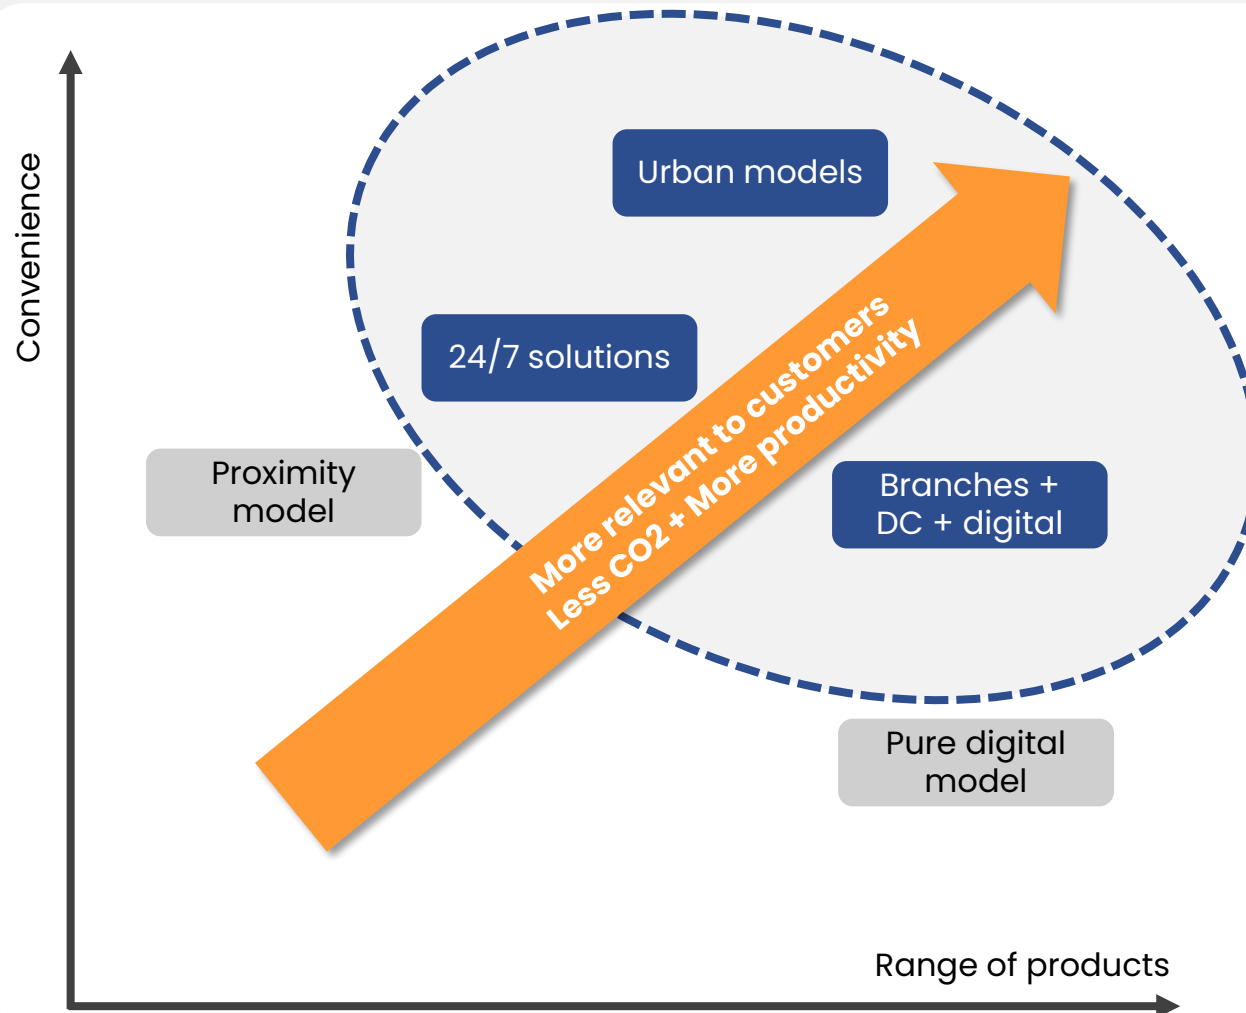 Convenience
Urban models
24/7 solutions
More relevant to customers
Less CO2 + More productivity
Proximity
model
Branches +
DC + digital
Pure digital
model
Range of products